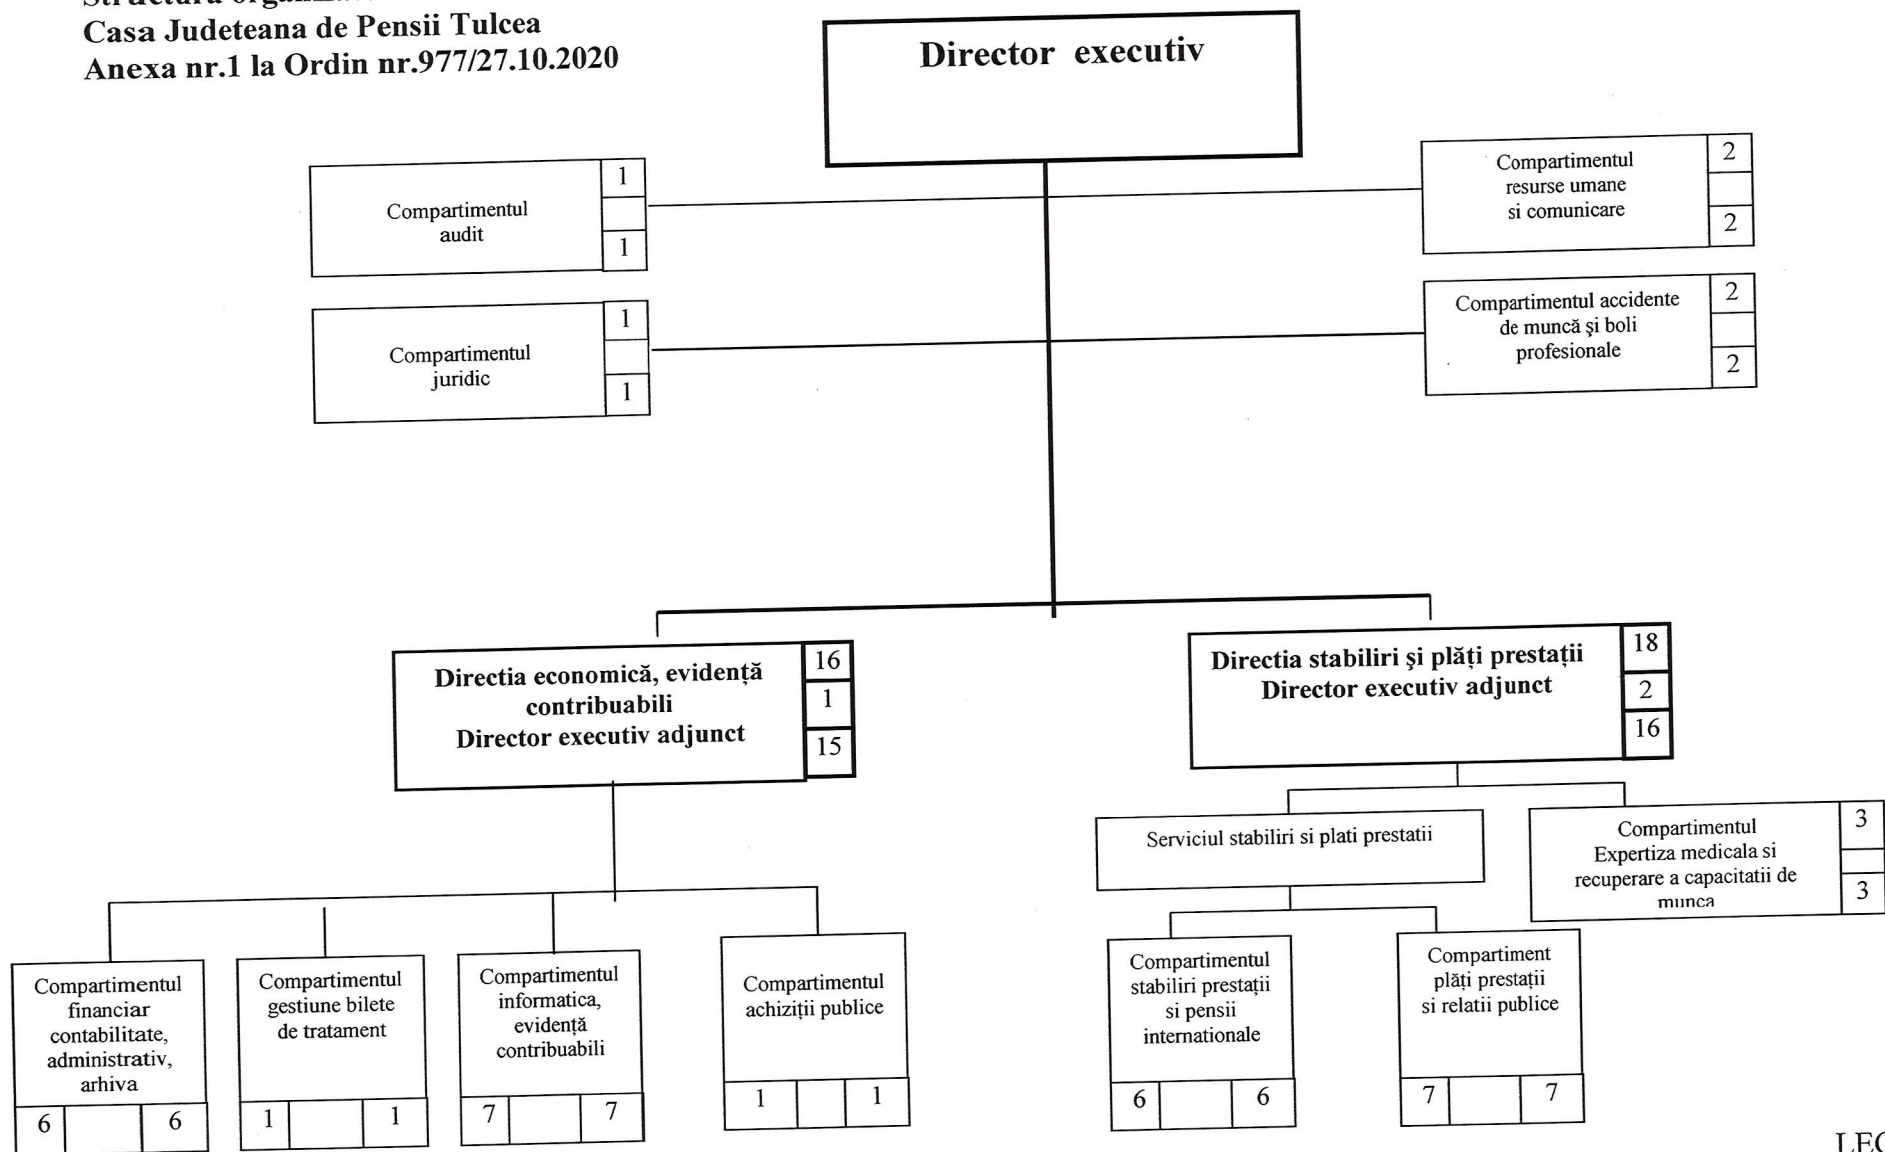 Casa Judeteana de Pensii Tulcea
Anexa nr.1 la Ordin nr.977/27.10.2020
Director executiv
Compartimentul
audit
1
1
Compartimentul
resurse umane
si comunicare
2
2
Compartimentul
juridic
1
1
Compartimentul accidente
de muncă şi boli
profesionale
2
2
Directia economică, evidență
contribuabili
Director executiv adjunct
16
1
15
Directia stabiliri şi plăți prestații
Director executiv adjunct
18
2
16
Serviciul stabiliri si plati prestatii
Compartimentul
Expertiza medicala si
recuperare a capacitatii de
munca
3
3
Compartimentul
financiar
contabilitate,
administrativ,
arhiva
6 6
Compartimentul
gestiune bilete
de tratament
1 1
Compartimentul
informatica,
evidență
contribuabili
7 7
Compartimentul
achiziții publice
1 1
Compartimentul
stabiliri prestații
si pensii
internationale
6 6
Compartiment
plăți prestații
si relatii publice
7 7